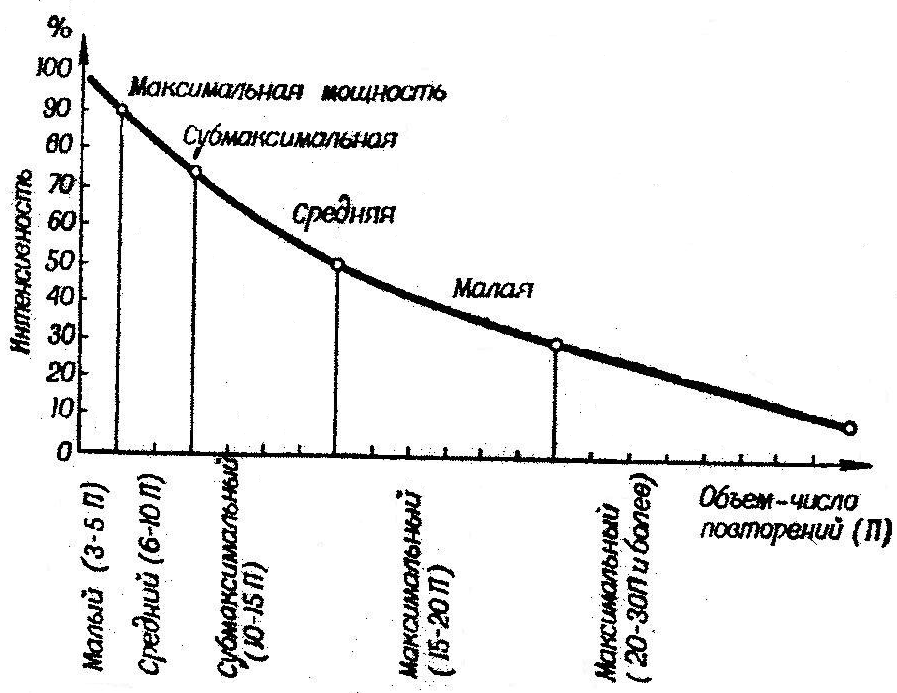 %
100
90
80
70
60
50
40
30
20
10
0
Интенсивность
Максимальная мощность
Субмаксимальная
Средняя
Малая
Малый (3-5 П)
Средний (6-10 П)
Субмаксимальный
(10-15 П)
Максимальный
(15-20 П)
Максимальный
(20-30П и более)
Объем-число
повторений (П)